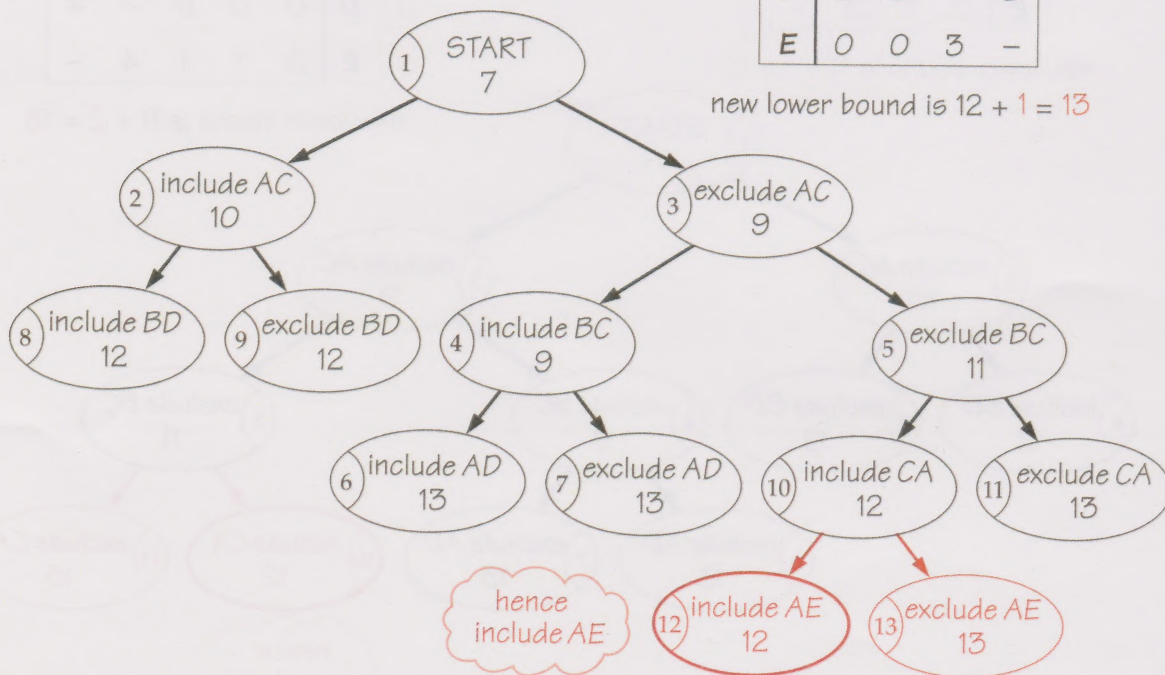 E 0 0 3 –
new lower bound is 12 + 1 = 13
1 START
7
2 include AC
10
3 exclude AC
9
8 include BD
12
9 exclude BD
12
4 include BC
9
5 exclude BC
11
6 include AD
13
7 exclude AD
13
10 include CA
12
11 exclude CA
13
hence
include AE
12 include AE
12
13 exclude AE
13